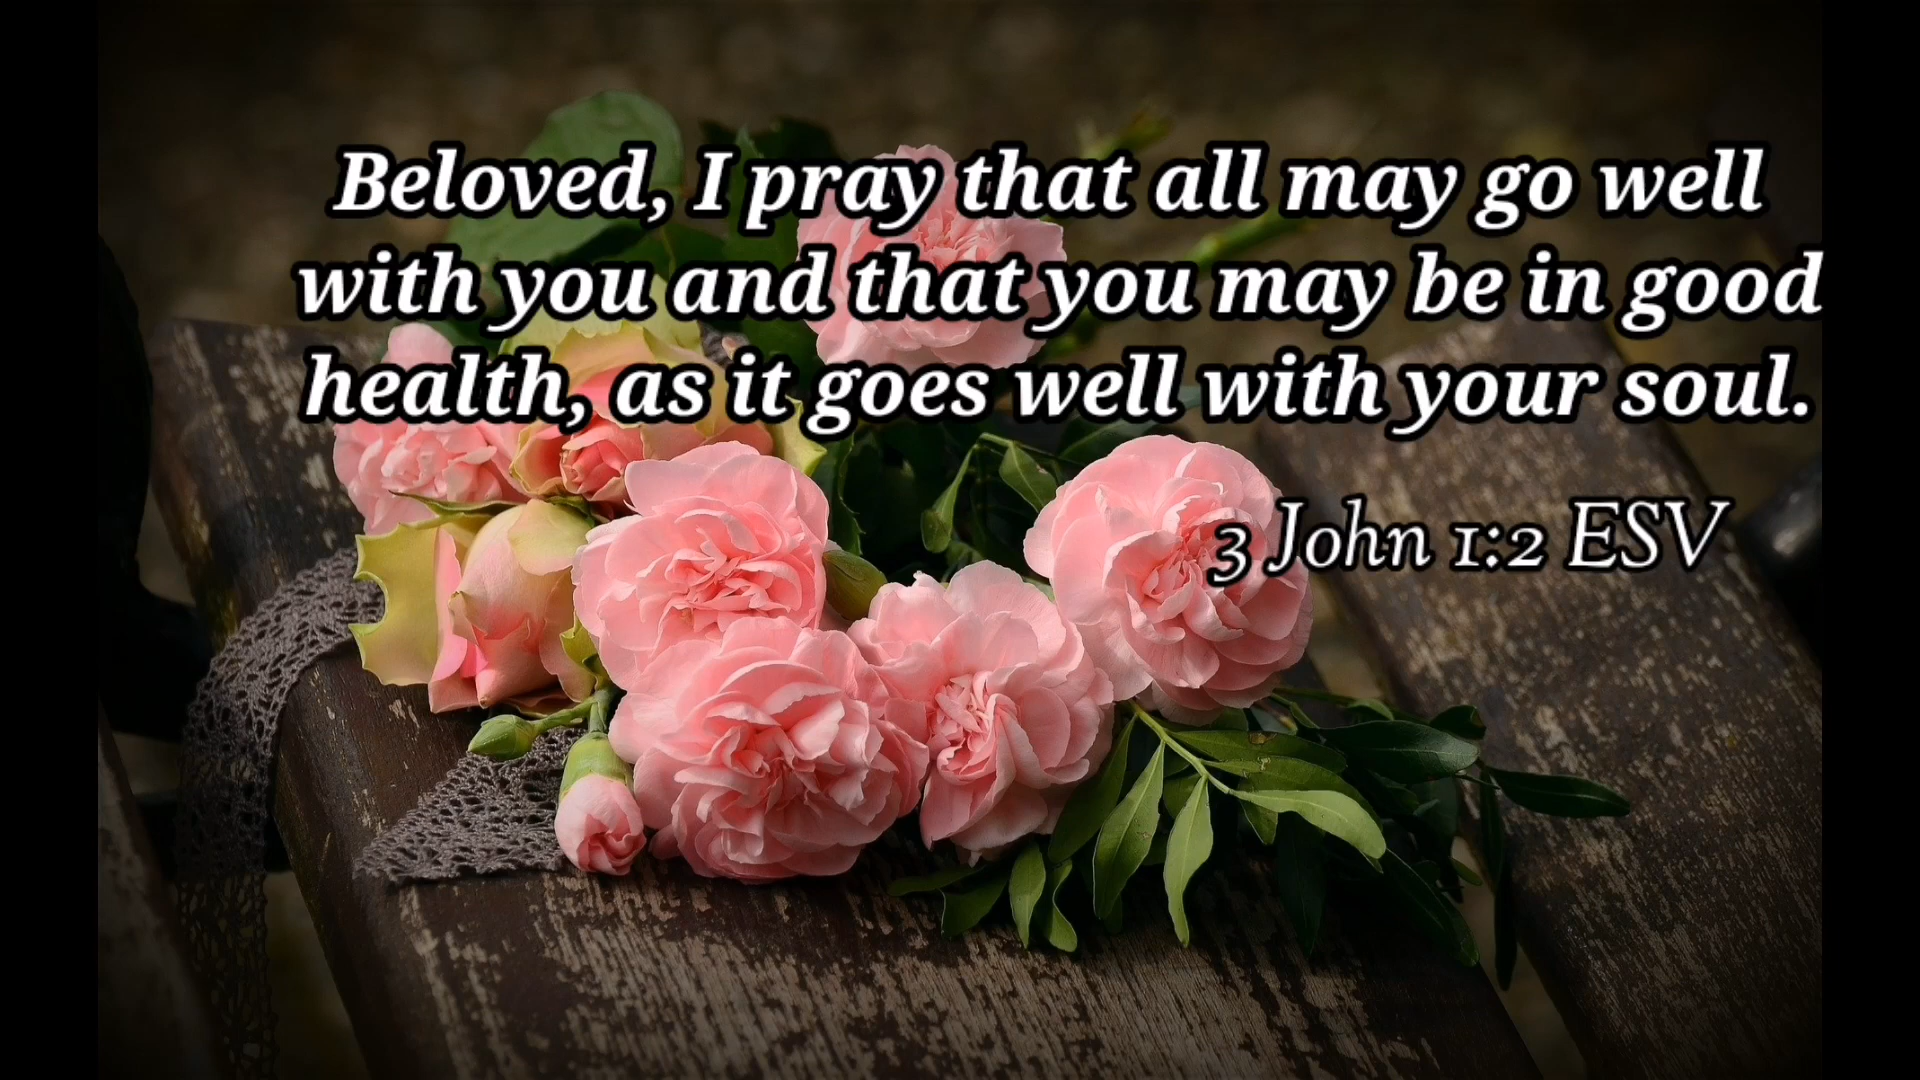 Beloved, I pray that all may go well
with you and that you may be in good
health, as it goes well with your soul.
3 John 1:2 ESV